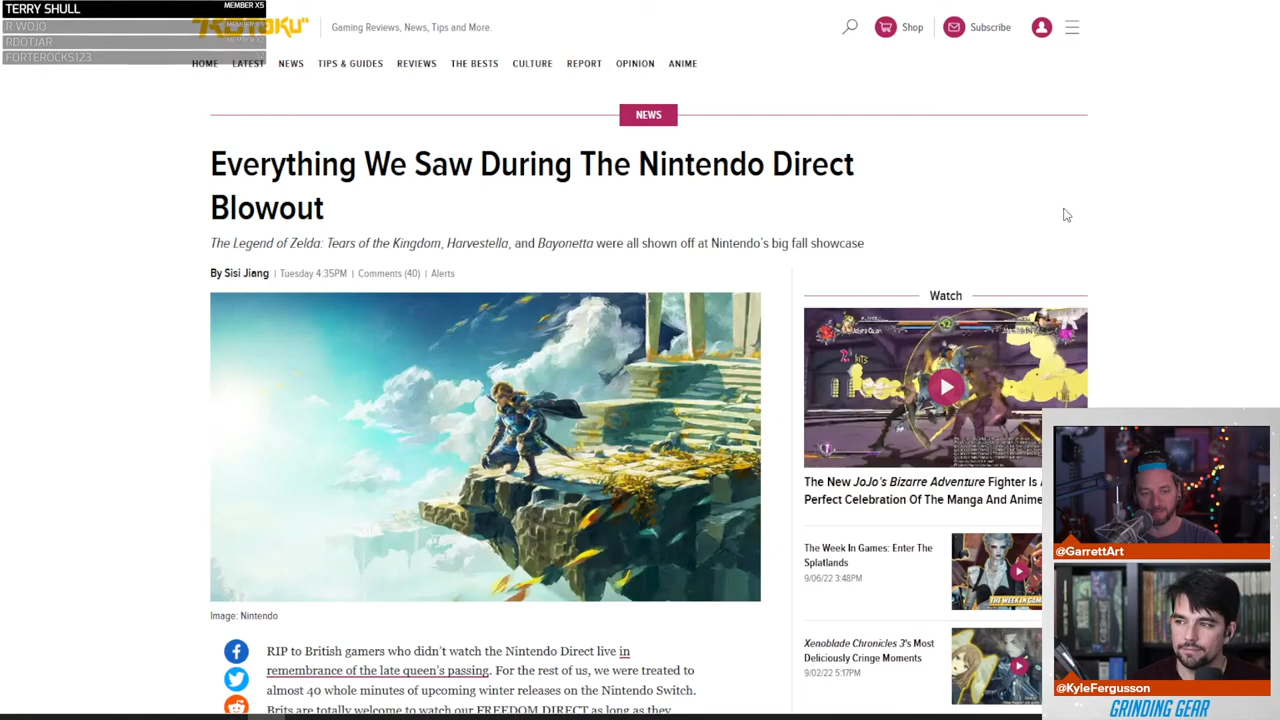 TERRY SHULL MEMBER X5
R WDJO
RDOTJAR
FORTEROCKS123
KOTAKU
Gaming Reviews, News, Tips and More.
Shop
Subscribe
HOME LATEST NEWS TIPS & GUIDES REVIEWS THE BESTS CULTURE REPORT OPINION ANIME
NEWS
Everything We Saw During The Nintendo Direct
Blowout
The Legend of Zelda: Tears of the Kingdom, Harvestella, and Bayonetta were all shown off at Nintendo's big fall showcase
By Sisi Jiang | Tuesday 4:35PM | Comments (40) | Alerts
Image: Nintendo
RIP to British gamers who didn't watch the Nintendo Direct live in
remembrance of the late queen's passing. For the rest of us, we were treated to
almost 40 whole minutes of upcoming winter releases on the Nintendo Switch.
Brits are totally welcome to watch our FREEDOM DIRECT as long as they
Watch
The New JoJo's Bizarre Adventure Fighter Is
Perfect Celebration Of The Manga And Anime
The Week In Games: Enter The
Splatlands
9/06/22 3:48PM
THE WEEK IN GAM
Xenoblade Chronicles 3's Most
Deliciously Cringe Moments
9/02/22 5:17PM
@GarrettArt
@KyleFergusson
GRINDING GEAR